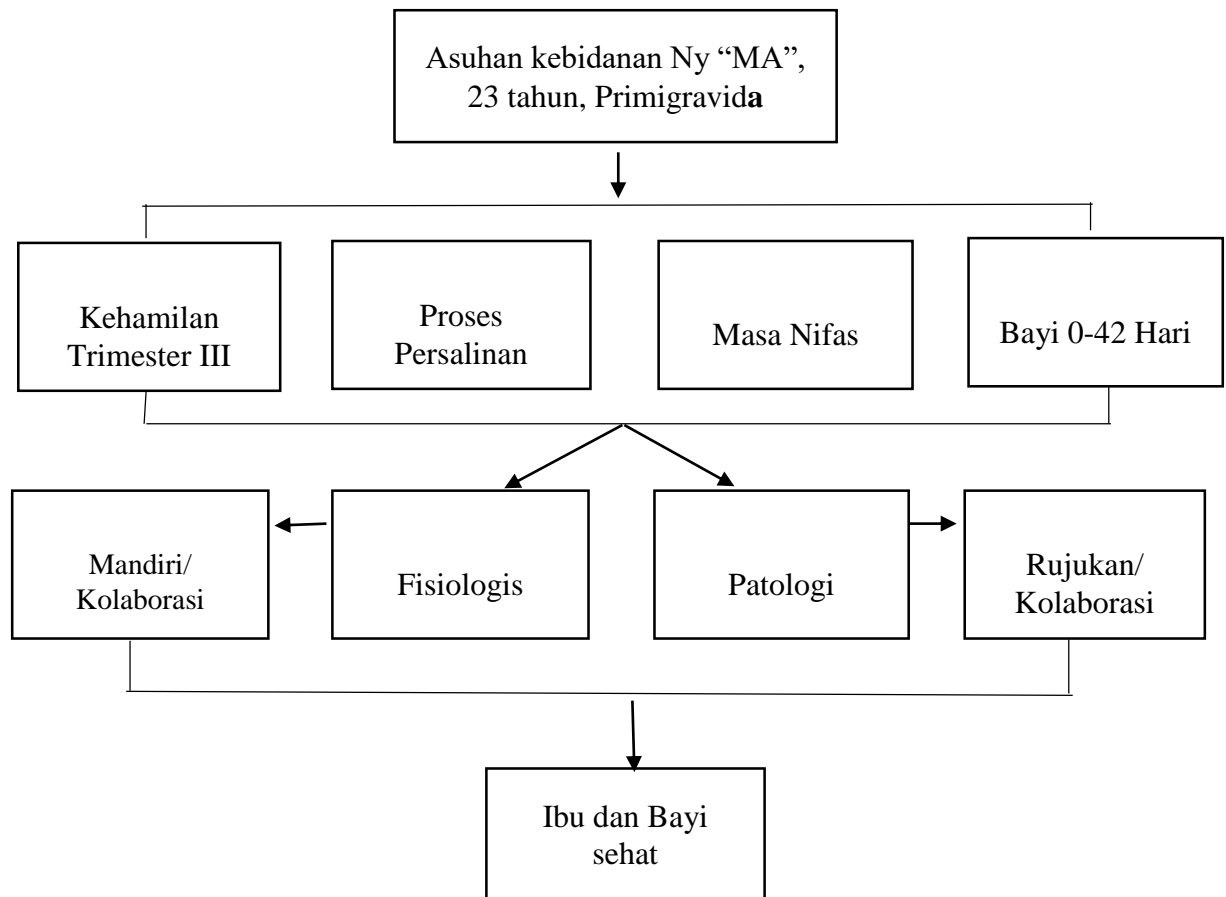 Asuhan kebidanan Ny “MA”,
23 tahun, Primigravida
Kehamilan
Trimester III
Proses
Persalinan
Masa Nifas
Bayi 0-42 Hari
Mandiri/
Kolaborasi
Fisiologis
Patologi
Rujukan/
Kolaborasi
Ibu dan Bayi
sehat